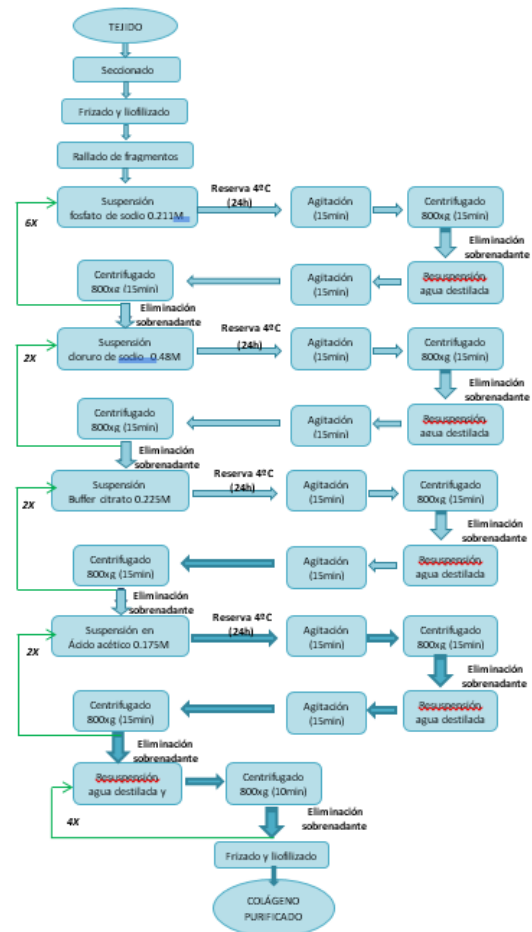 TEJIDO
Seccionado
Frizado y liofilizado
Rallado de fragmentos
6X
Suspensión
fosfato de sodio 0.211M
Reserva 4ºC
(24h)
Agitación
(15min)
Centrifugado
800xg (15min)
Eliminación
sobrenadante
Centrifugado
800xg (15min)
Agitación
(15min)
Resuspensión
agua destilada
Eliminación
sobrenadante
2X
Suspensión
cloruro de sodio 0.48M
Reserva 4ºC
(24h)
Agitación
(15min)
Centrifugado
800xg (15min)
Eliminación
sobrenadante
Centrifugado
800xg (15min)
Agitación
(15min)
Resuspensión
agua destilada
Eliminación
sobrenadante
2X
Suspensión
Buffer citrato 0.225M
Reserva 4ºC
(24h)
Agitación
(15min)
Centrifugado
800xg (15min)
Eliminación
sobrenadante
Centrifugado
800xg (15min)
Agitación
(15min)
Resuspensión
agua destilada
Eliminación
sobrenadante
2X
Suspensión en
Ácido acético 0.175M
Reserva 4ºC
(24h)
Agitación
(15min)
Centrifugado
800xg (15min)
Eliminación
sobrenadante
Centrifugado
800xg (15min)
Agitación
(15min)
Resuspensión
agua destilada
Eliminación
sobrenadante
4X
Resuspensión
agua destilada y
Centrifugado
800xg (10min)
Eliminación
sobrenadante
Frizado y liofilizado
COLÁGENO
PURIFICADO